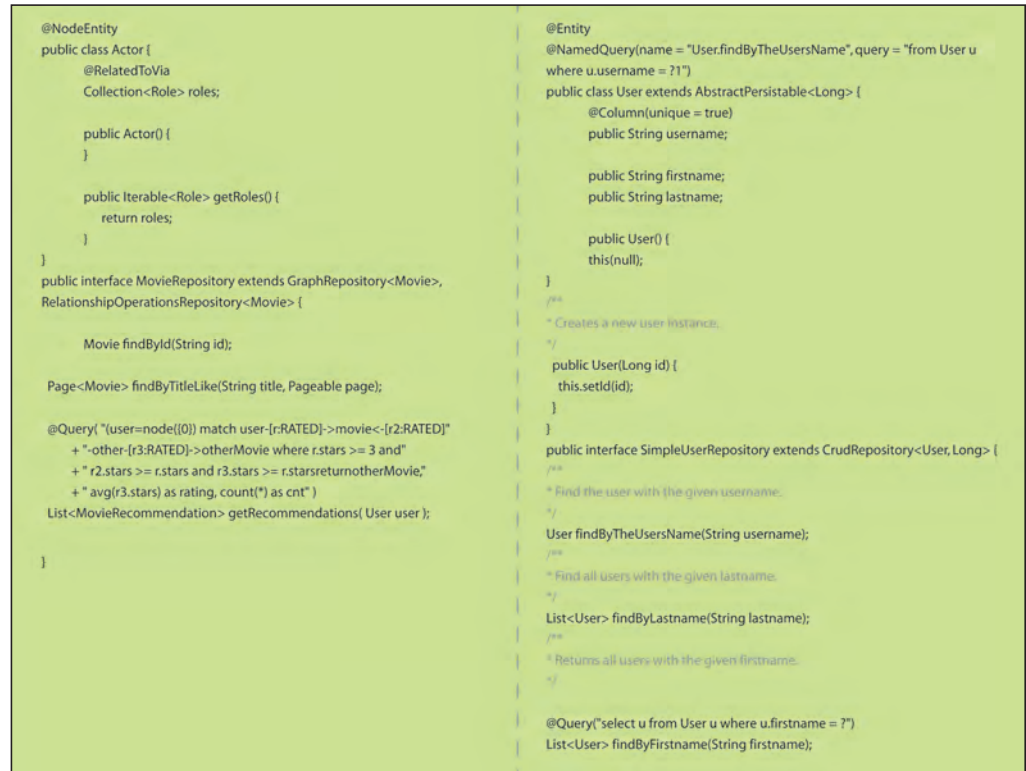 @NodeEntity
public class Actor {
@RelatedToVia
Collection<Role> roles;
public Actor() {
}
public Iterable<Role> getRoles() {
return roles;
}
}
public interface MovieRepository extends GraphRepository<Movie>,
RelationshipOperationsRepository<Movie> {
Movie findById(String id);
Page<Movie> findByTitleLike(String title, Pageable page);
@Query( "(user=node({0}) match user-[r:RATED]->movie<-[r2:RATED]"
+ "-other-[r3:RATED]->otherMovie where r.stars >= 3 and"
+ " r2.stars >= r.stars and r3.stars >= r.starsreturnotherMovie,"
+ " avg(r3.stars) as rating, count(*) as cnt" )
List<MovieRecommendation> getRecommendations( User user );
}
@Entity
@NamedQuery(name = "User.findByTheUsersName", query = "from User u
where u.username = ?1")
public class User extends AbstractPersistable<Long> {
@Column(unique = true)
public String username;
public String firstname;
public String lastname;
public User() {
this(null);
}
/**
* Creates a new user instance.
*/
public User(Long id) {
this.setId(id);
}
}
public interface SimpleUserRepository extends CrudRepository<User, Long> {
/**
* Find the user with the given username.
*/
User findByTheUsersName(String username);
/**
* Find all users with the given lastname.
*/
List<User> findByLastname(String lastname);
/**
* Returns all users with the given firstname.
*/
@Query("select u from User u where u.firstname = ?")
List<User> findByFirstname(String firstname);